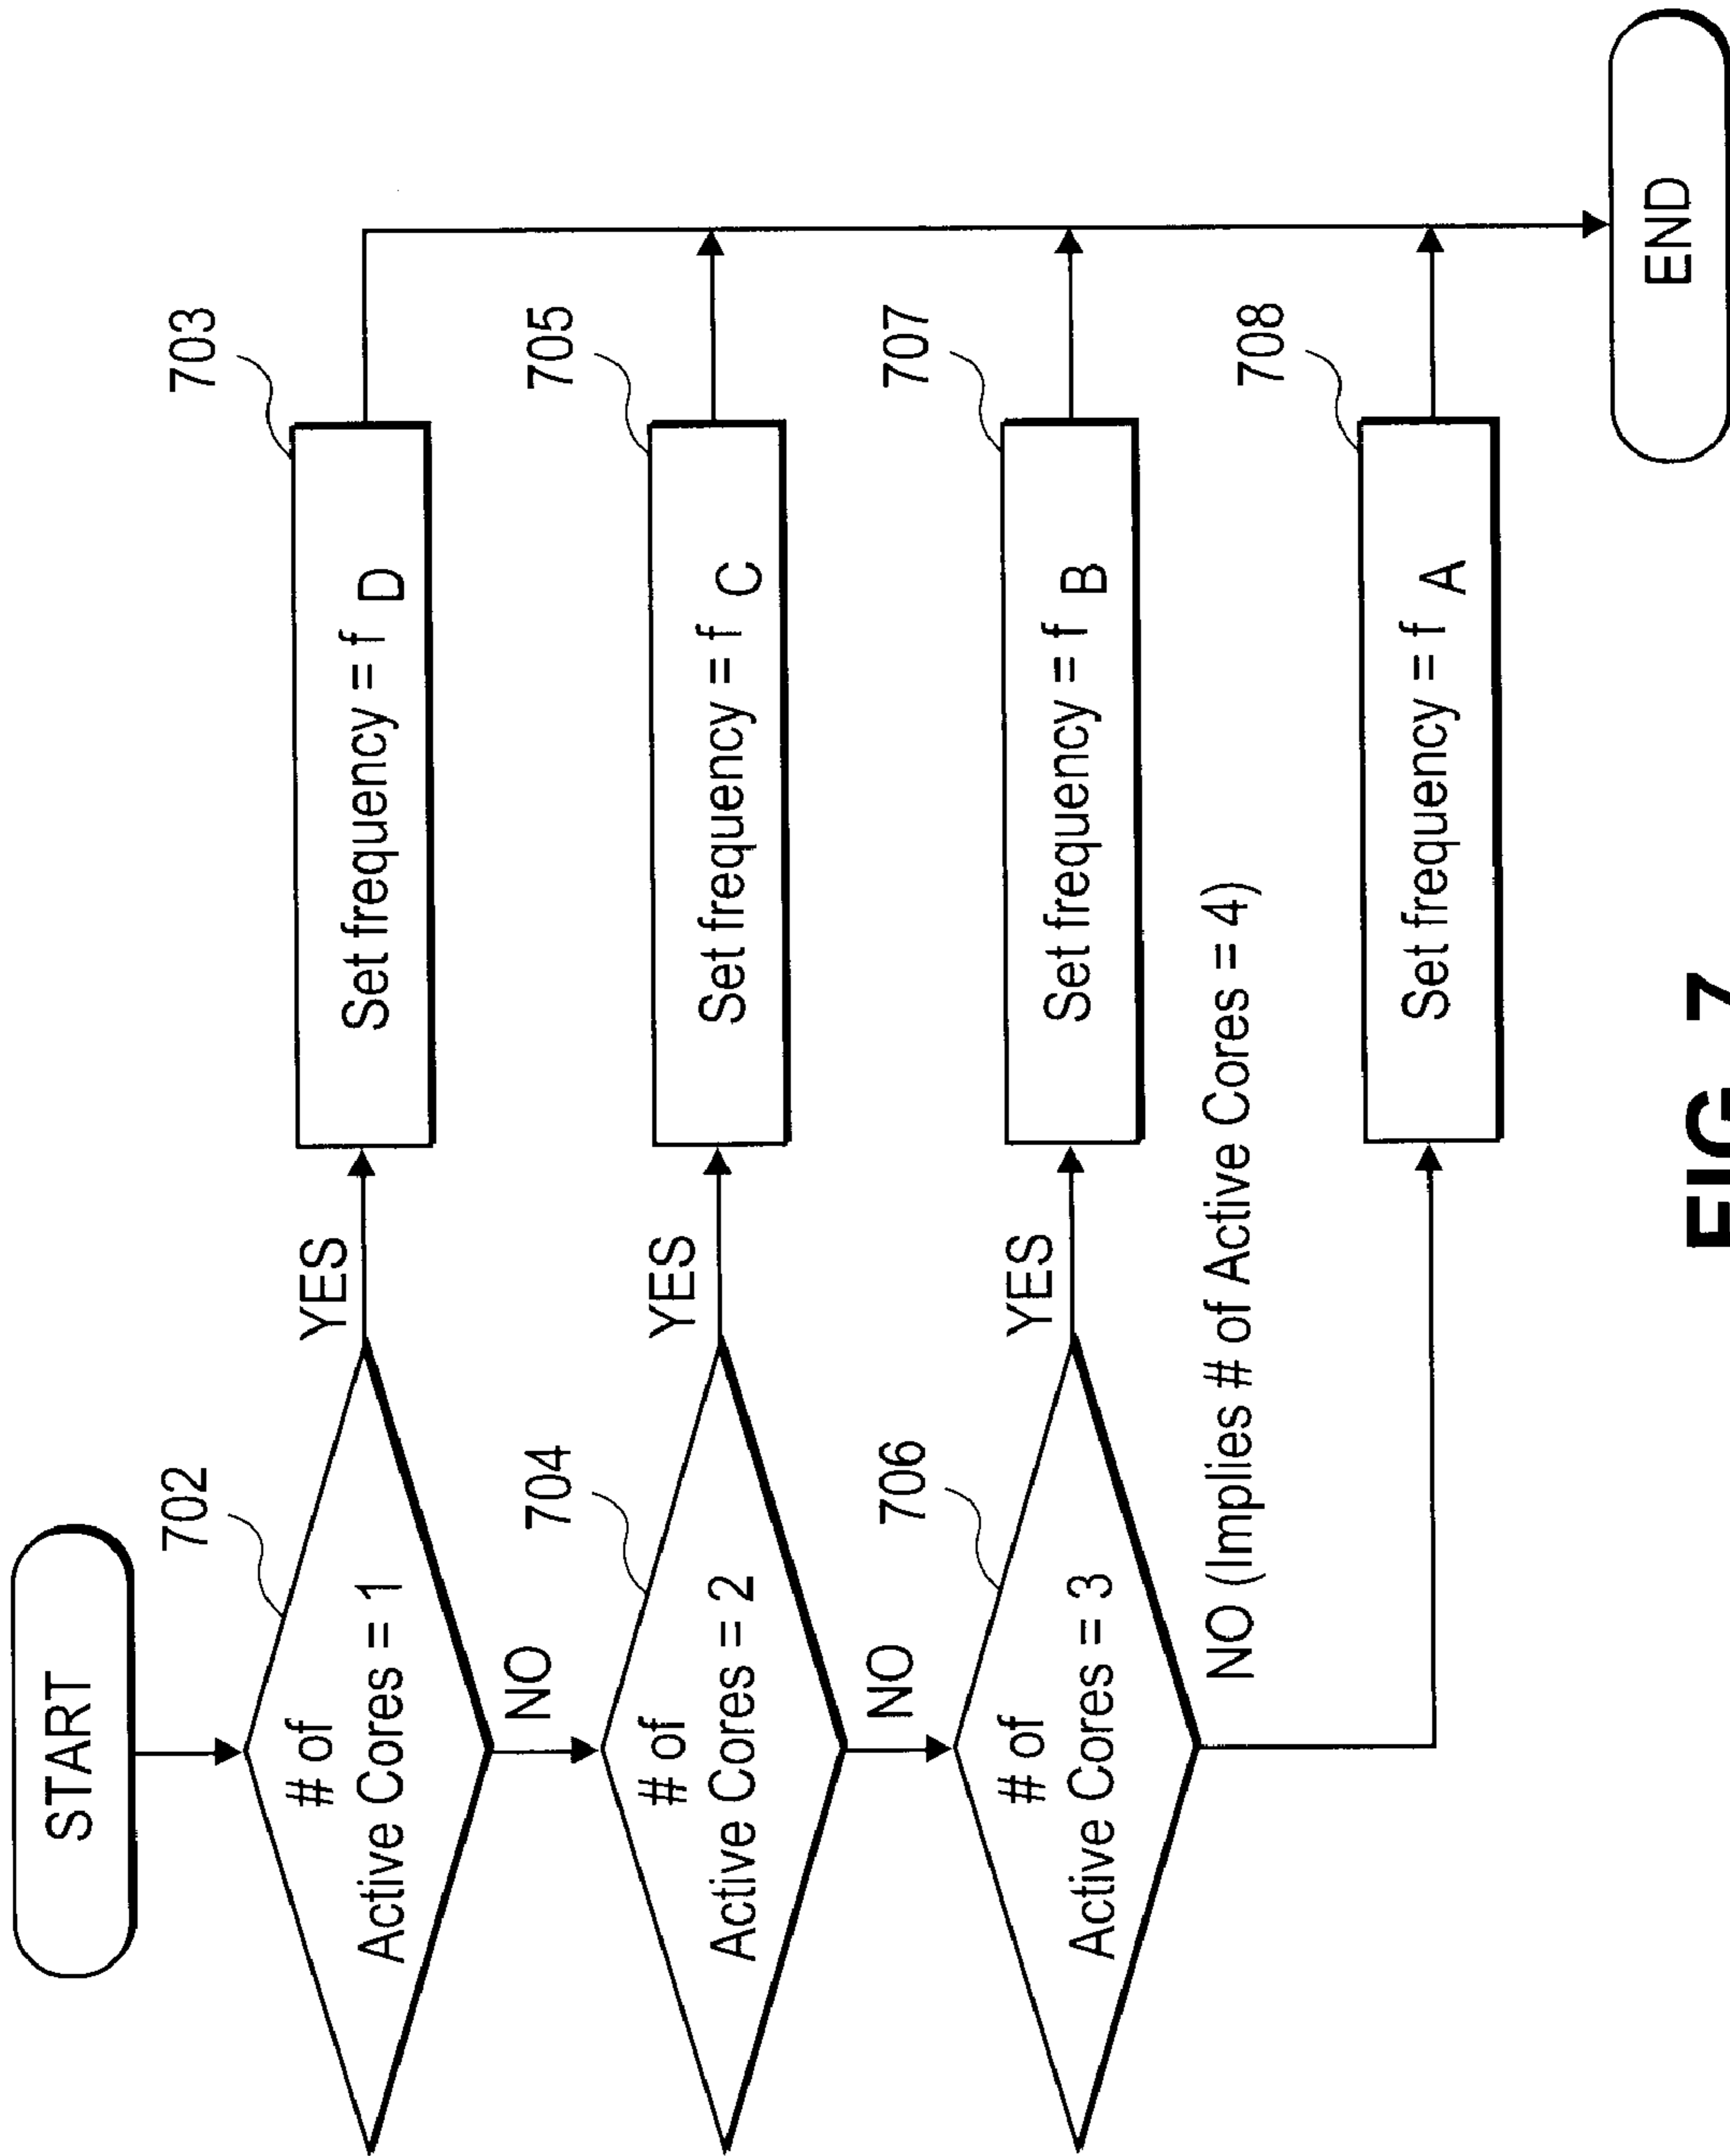 START
702
# of
Active Cores = 1
YES
703
Set frequency = f D
NO
704
# of
Active Cores = 2
YES
705
Set frequency = f C
NO
706
# of
Active Cores = 3
YES
707
Set frequency = f B
NO (Implies # of Active Cores = 4)
708
Set frequency = f A
END
FIG. 7